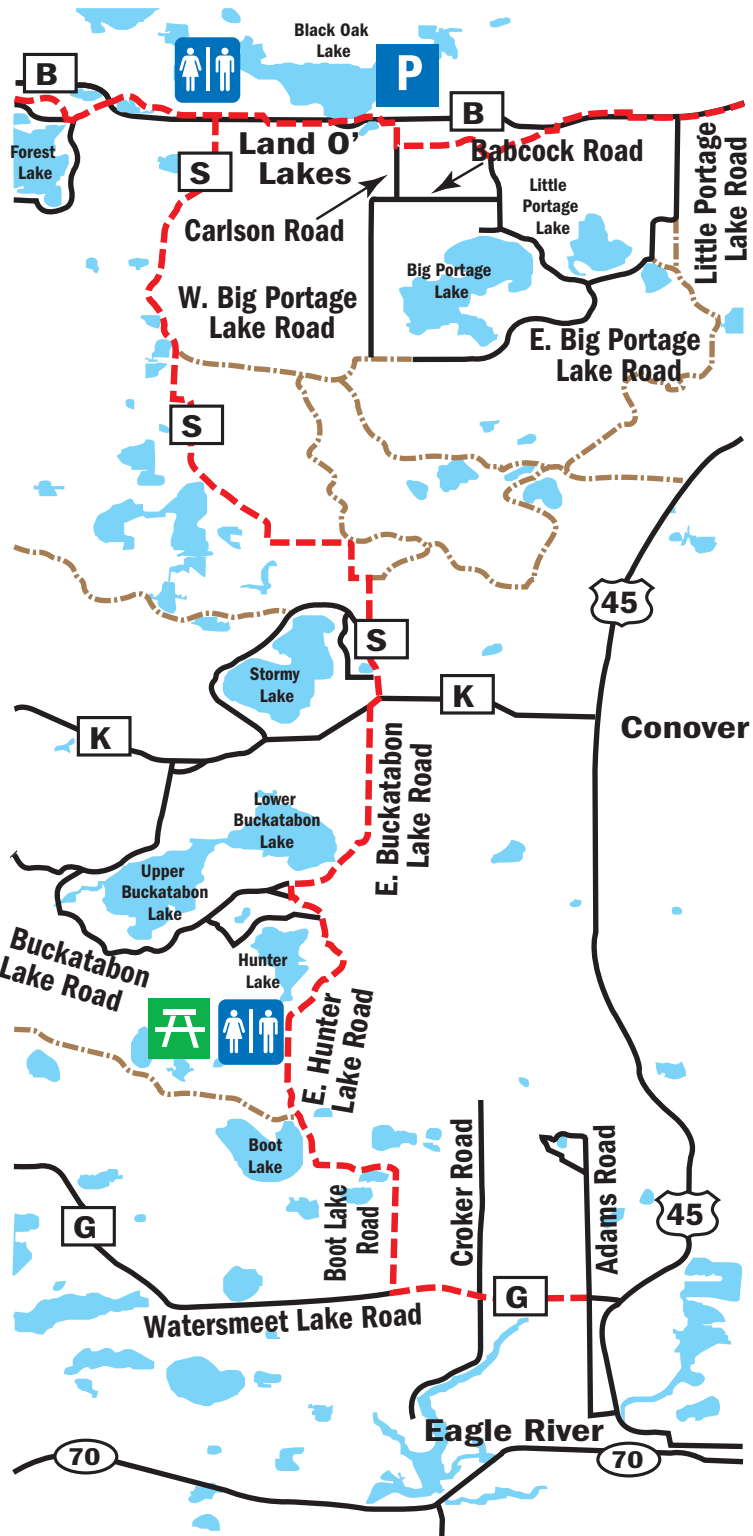 Black Oak
Lake
B
P
B
Forest
Lake
S
Land O'
Lakes
Babcock Road
Little Portage
Lake Road
Little
Portage
Lake
Carlson Road
Big Portage
Lake
W. Big Portage
Lake Road
E. Big Portage
Lake Road
S
45
S
Stormy
Lake
K
K
Conover
E. Buckatabon
Lake Road
Lower
Buckatabon
Lake
Upper
Buckatabon
Lake
Buckatabon
Lake Road
Hunter
Lake
E. Hunter
Lake Road
Boot
Lake
Croker Road
Adams Road
Boot Lake
Road
45
G
G
Watersmeet Lake Road
Eagle River
70
70